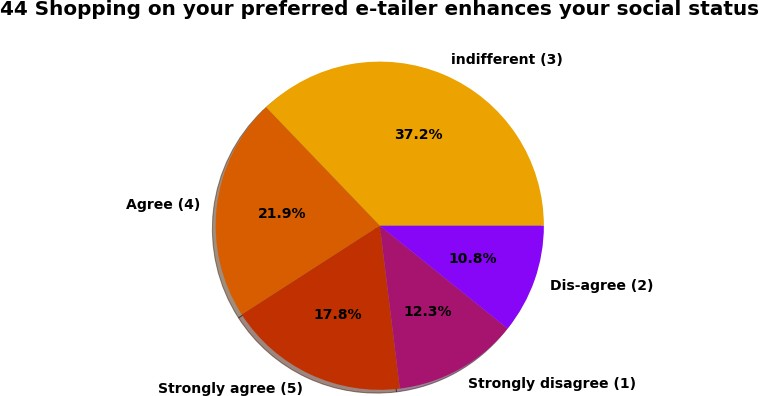 44 Shopping on your preferred e-tailer enhances your social status
indifferent (3)
37.2%
Agree (4)
21.9%
10.8%
Dis-agree (2)
17.8%
12.3%
Strongly agree (5)
Strongly disagree (1)